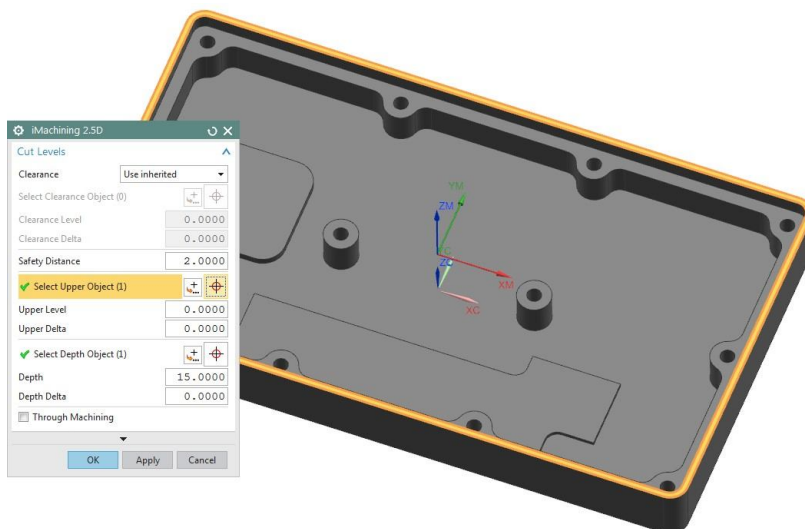 iMachining 2.5D
Cut Levels
Clearance Use inherited
Select Clearance Object (0)
Clearance Level 0.0000
Clearance Delta 0.0000
Safety Distance 2.0000
Select Upper Object (1)
Upper Level 0.0000
Upper Delta 0.0000
Select Depth Object (1)
Depth 15.0000
Depth Delta 0.0000
Through Machining
OK Apply Cancel
YM
ZM
XM
XC